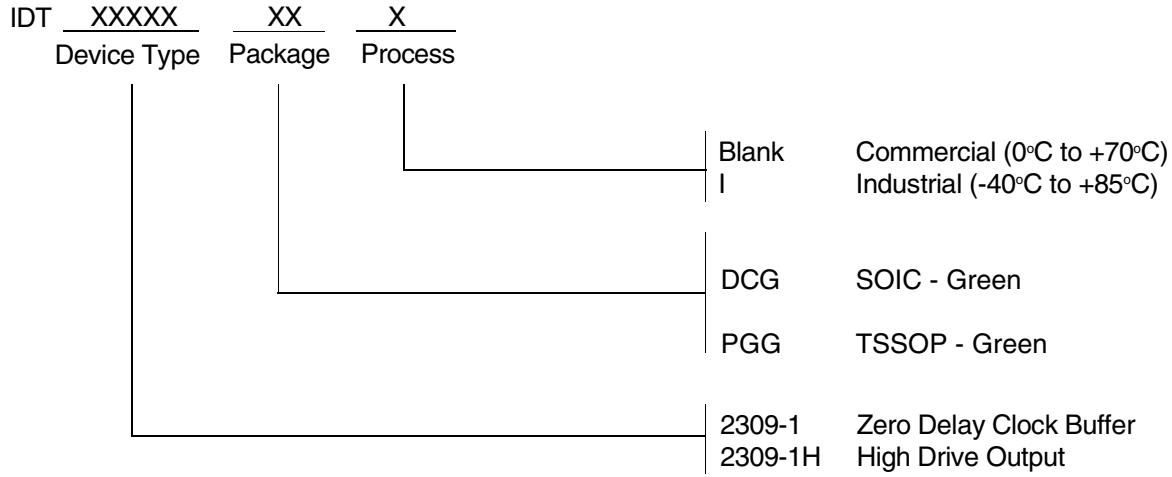 IDT XXXXX XX X
Device Type Package Process
Blank Commercial (0°C to +70°C)
I Industrial (-40°C to +85°C)
DCG SOIC - Green
PGG TSSOP - Green
2309-1 Zero Delay Clock Buffer
2309-1H High Drive Output